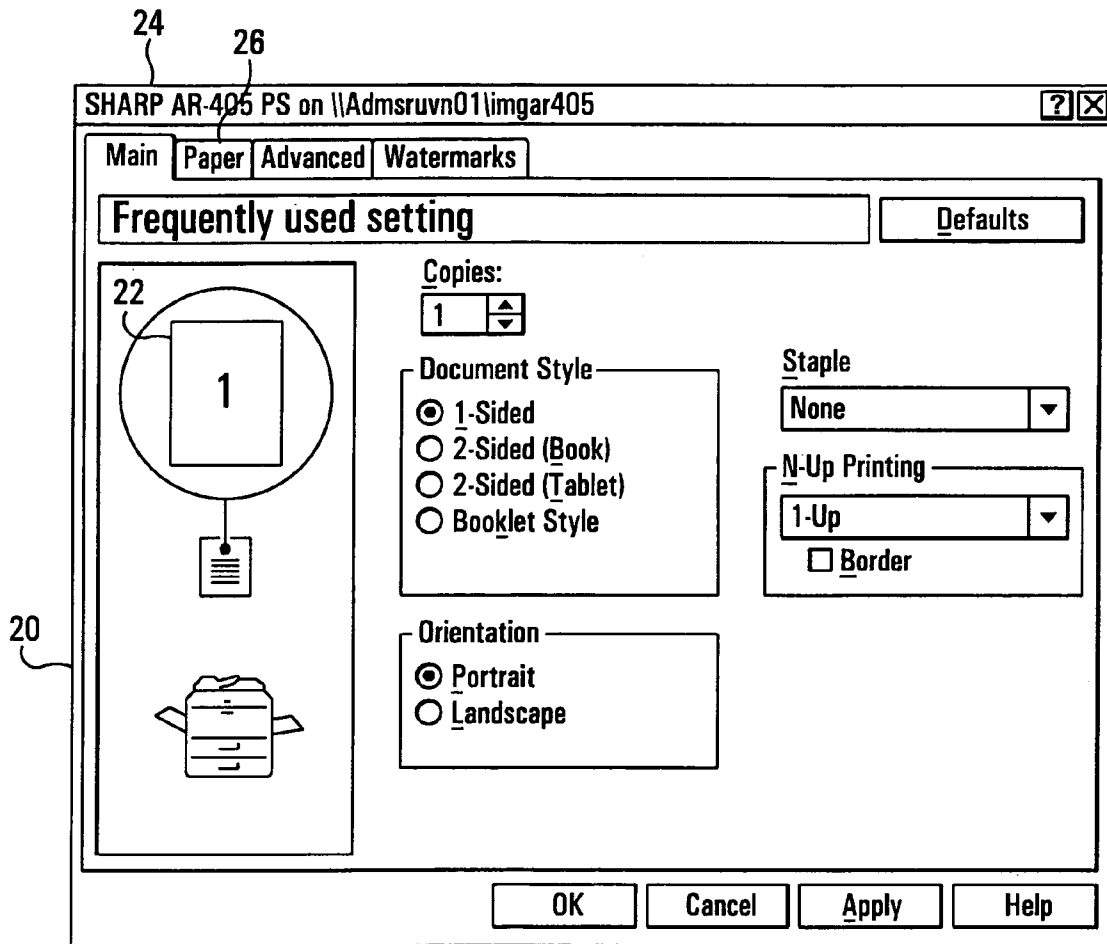 24
26
SHARP AR-405 PS on \\Admsruvn01\imgar405
?
Main Paper Advanced Watermarks
Frequently used setting
Defaults
22
1
Copies:
1
Document Style
1-Sided
2-Sided (Book)
2-Sided (Tablet)
Booklet Style
Staple
None
N-Up Printing
1-Up
Border
20
Orientation
Portrait
Landscape
OK Cancel Apply Help